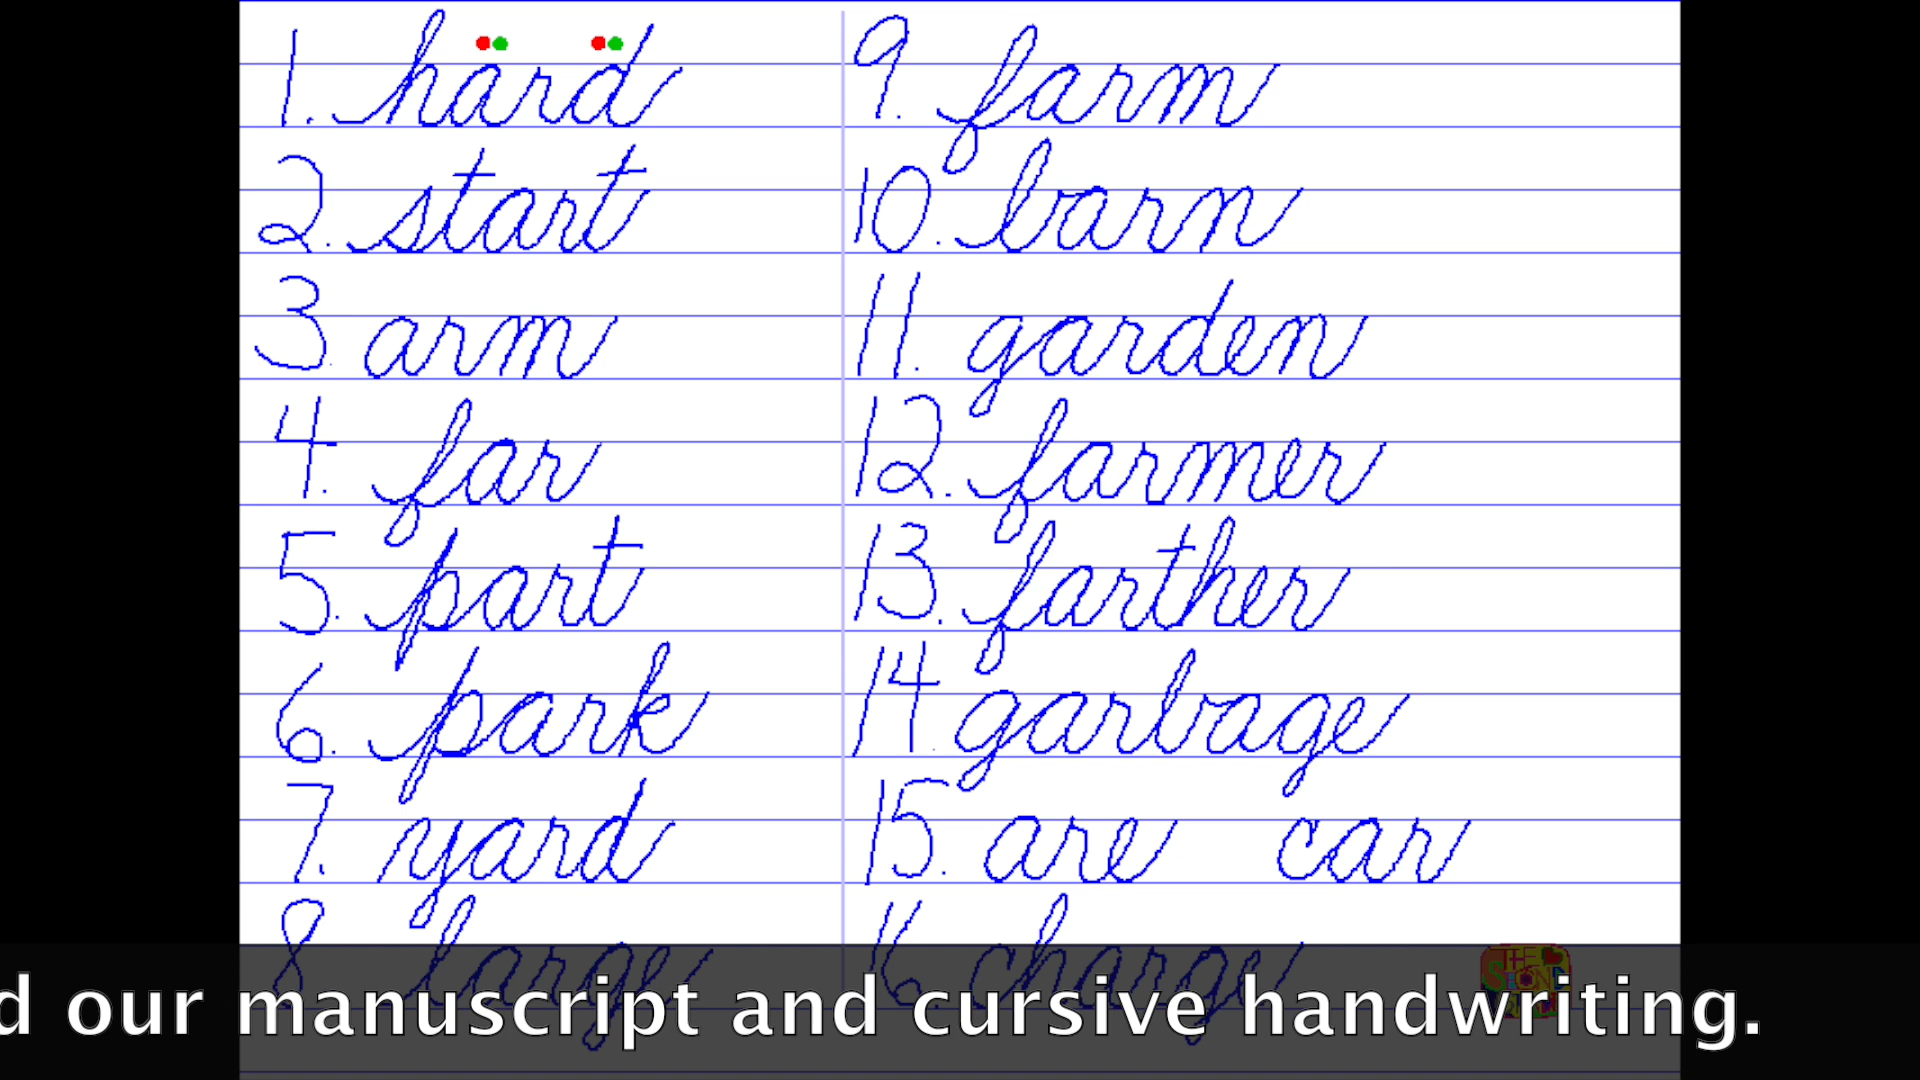 1. hard
2. start
3. arm
4. far
5. part
6. park
7. yard
8 large
9. farm
10. barn
11. garden
12. farmer
13. farther
14. garbage
15. are car
16 charge
d our manuscript and cursive handwriting.